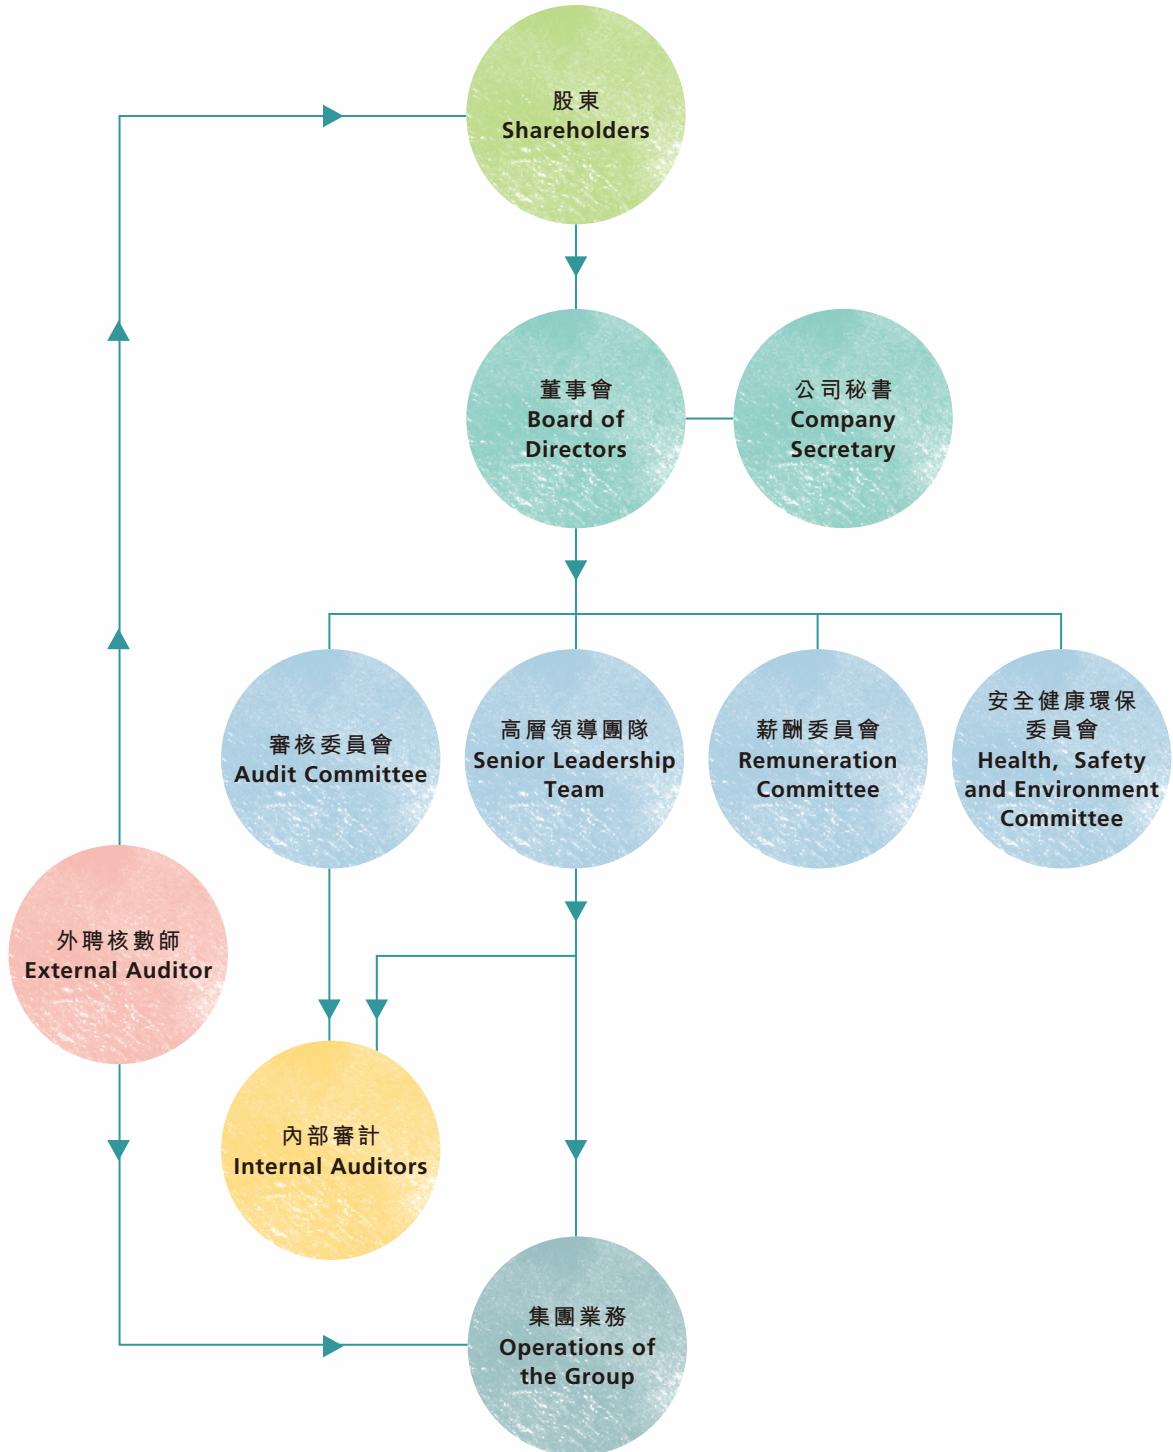 股東
Shareholders
董事會
Board of
Directors
公司秘書
Company
Secretary
審核委員會
Audit Committee
高層領導團隊
Senior Leadership
Team
薪酬委員會
Remuneration
Committee
安全健康環保
委員會
Health, Safety
and Environment
Committee
外聘核數師
External Auditor
內部審計
Internal Auditors
集團業務
Operations of
the Group